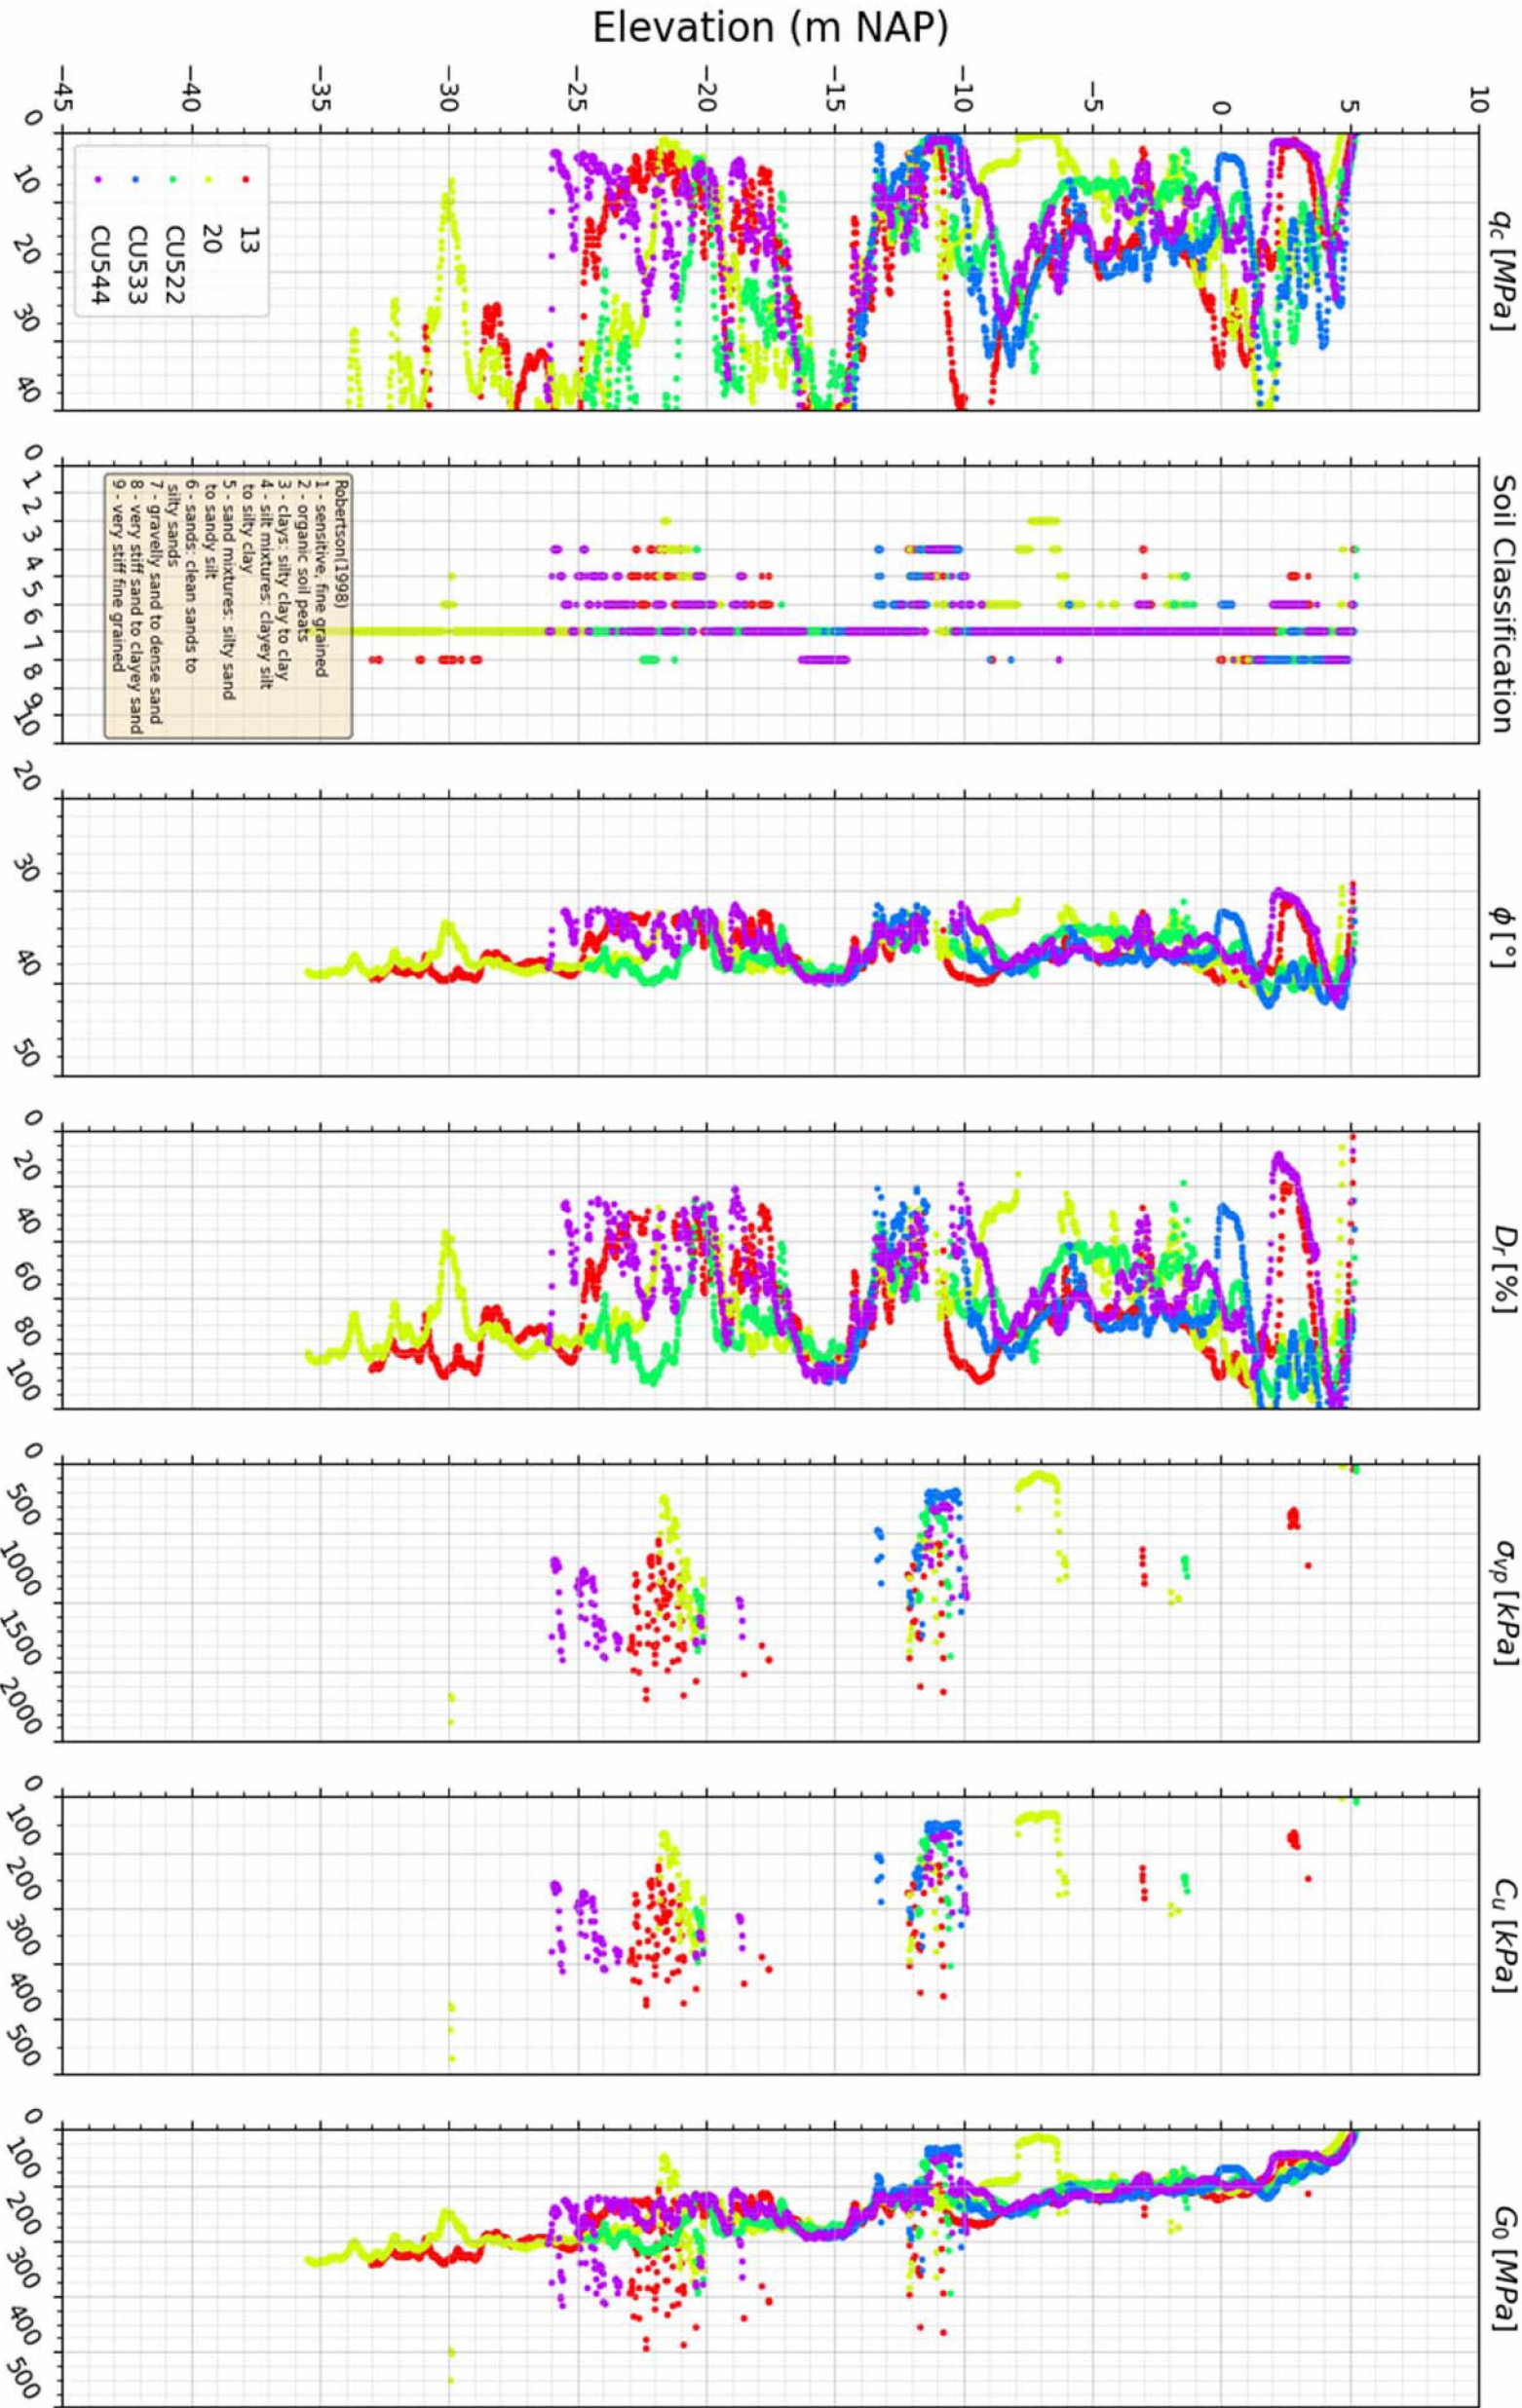 Elevation (m NAP)
10
5
0
−5
−10
−15
−20
−25
−30
−35
−40
−45
q_c [MPa]
13
20
CU522
CU533
CU544
0 10 20 30 40
Soil Classification
Robertson(1998)
1 - sensitive, fine grained
2 - organic soil peats
3 - clays: silty clay to clay
4 - silt mixtures: clayey silt
to silty clay
5 - sand mixtures: silty sand
to sandy silt
6 - sands: clean sands to
silty sands
7 - gravelly sand to dense sand
8 - very stiff sand to clayey sand
9 - very stiff fine grained
0 1 2 3 4 5 6 7 8 9 10
ϕ [°]
20 30 40 50
D_r [%]
0 20 40 60 80 100
σ_vp [kPa]
0 500 1000 1500 2000
C_u [kPa]
0 100 200 300 400 500
G_0 [MPa]
0 100 200 300 400 500